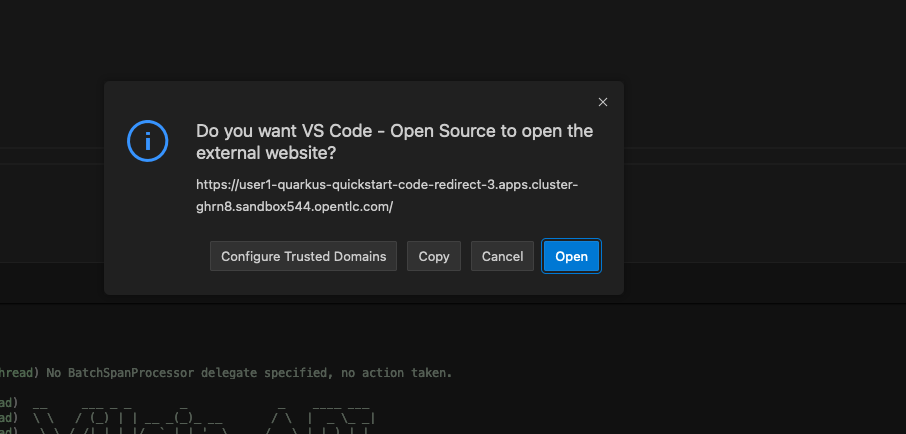 Do you want VS Code - Open Source to open the
external website?
https://user1-quarkus-quickstart-code-redirect-3.apps.cluster-
ghrn8.sandbox544.opentlc.com/
Configure Trusted Domains
Copy
Cancel
Open
hread) No BatchSpanProcessor delegate specified, no action taken.
ad)
ad)
ad)